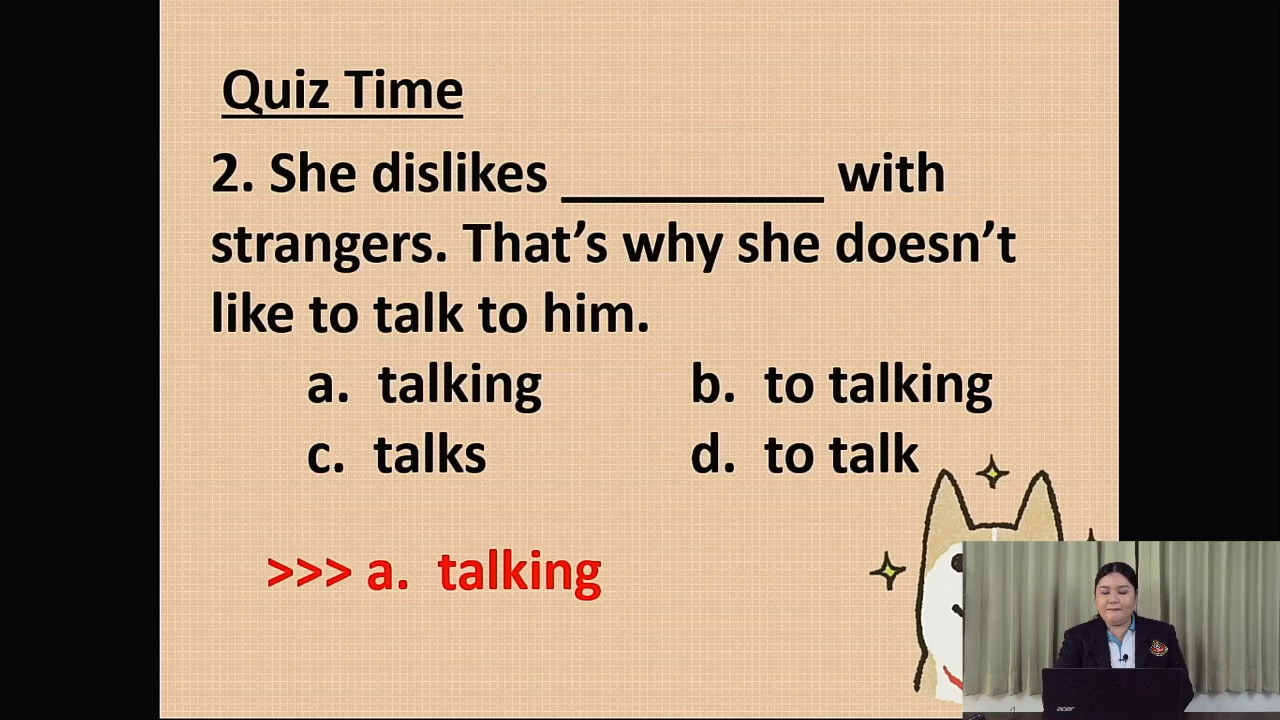 Quiz Time
2. She dislikes __________ with
strangers. That’s why she doesn’t
like to talk to him.
a. talking b. to talking
c. talks d. to talk
>>> a. talking
acer